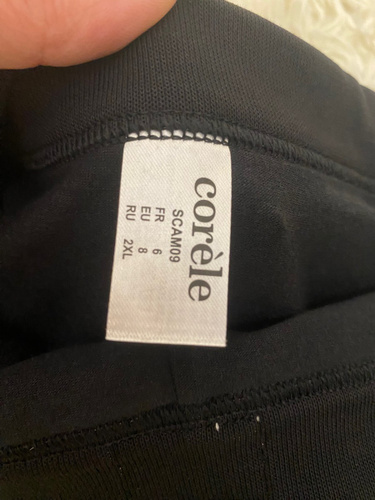 corèle
SCAM09
FR 6
EU 8
RU 2XL